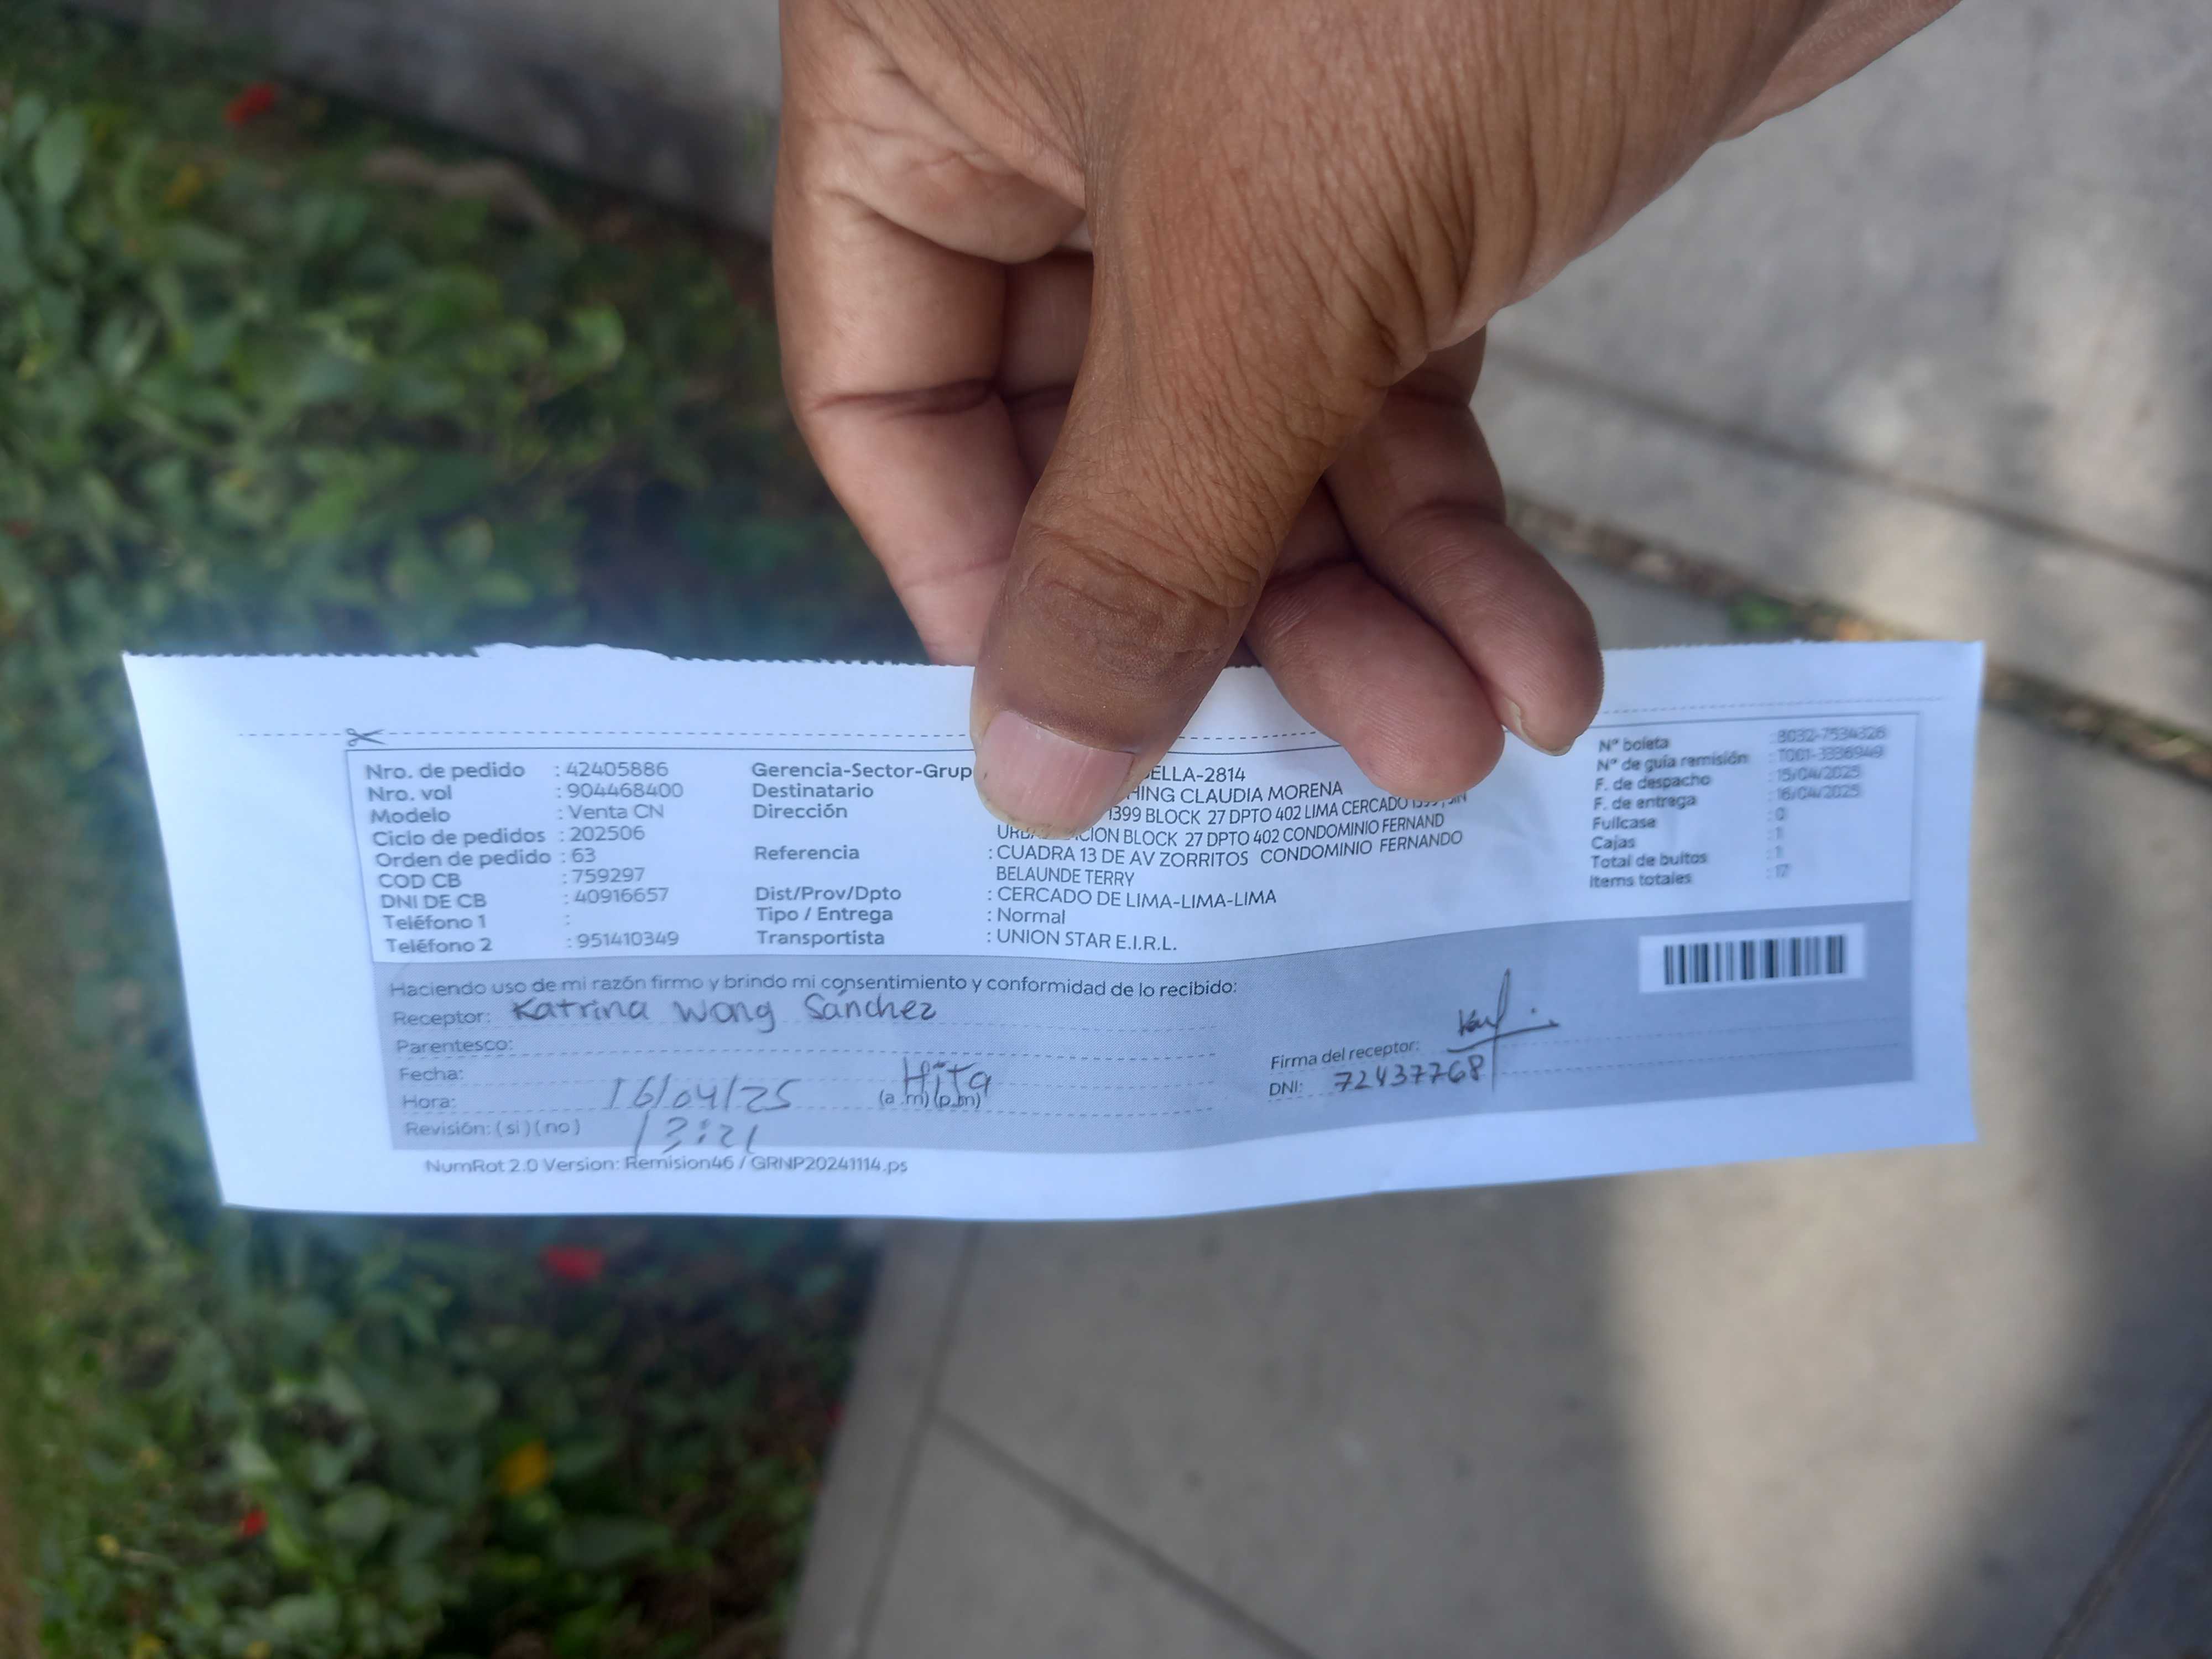 Nro. de pedido : 42405886
Nro. vol : 904468400
Modelo : Venta CN
Ciclo de pedidos : 202506
Orden de pedido : 63
COD CB : 759297
DNI DE CB : 40916657
Teléfono 1 :
Teléfono 2 : 951410349
Gerencia-Sector-Grup ELLA-2814
Destinatario HING CLAUDIA MORENA
Dirección 1399 BLOCK 27 DPTO 402 LIMA CERCADO
CION BLOCK 27 DPTO 402 CONDOMINIO FERNAND
Referencia : CUADRA 13 DE AV ZORRITOS CONDOMINIO FERNANDO
BELAUNDE TERRY
Dist/Prov/Dpto : CERCADO DE LIMA-LIMA-LIMA
Tipo / Entrega : Normal
Transportista : UNION STAR E.I.R.L.
N° boleta : 8032-7534326
N° de guía remisión
F. de despacho : 15/04/2025
F. de entrega : 16/04/2025
Fullcase : 0
Cajas : 1
Total de bultos : 1
Items totales : 17
Haciendo uso de mi razón firmo y brindo mi consentimiento y conformidad de lo recibido:
Receptor: Katrina Wong Sánchez
Parentesco:
Fecha: 16/04/25
Hora: 13:21 (a.m) (p.m)
Revisión: (si) (no)
Firma del receptor:
DNI: 72437768
NumRot 2.0 Version: Remision46 / GRNP20241114.ps